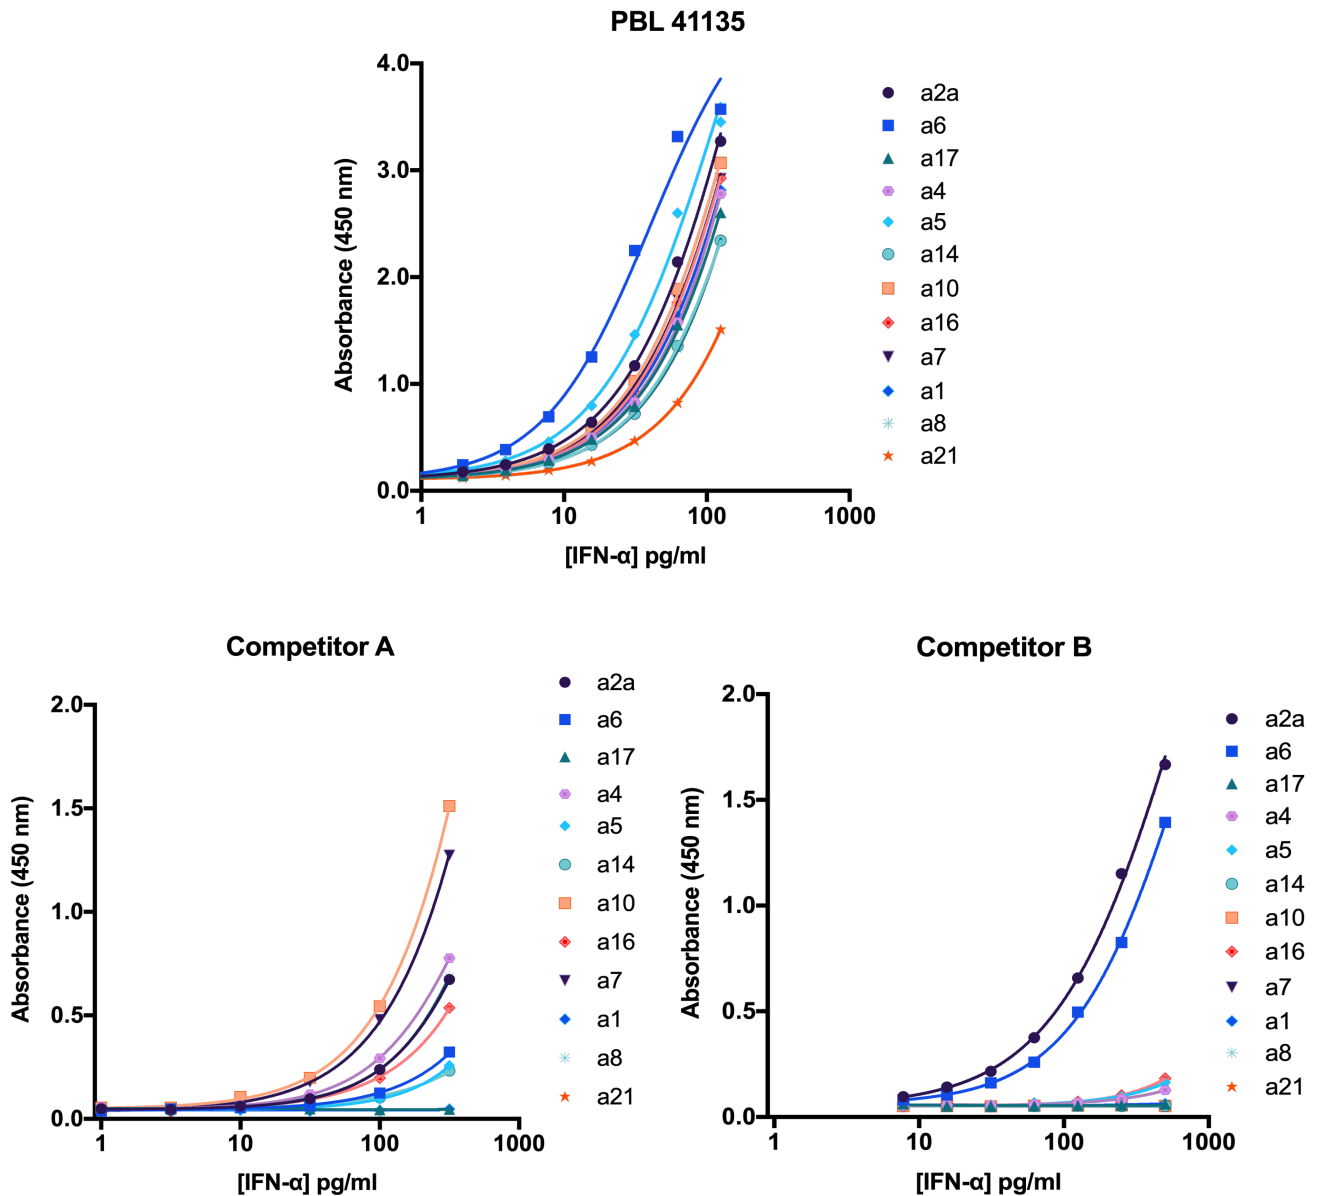 PBL 41135
Absorbance (450 nm)
4.0
3.0
2.0
1.0
0.0
1 10 100 1000
[IFN-α] pg/ml
a2a
a6
a17
a4
a5
a14
a10
a16
a7
a1
a8
a21
Competitor A
Absorbance (450 nm)
2.0
1.5
1.0
0.5
0.0
1 10 100 1000
[IFN-α] pg/ml
a2a
a6
a17
a4
a5
a14
a10
a16
a7
a1
a8
a21
Competitor B
Absorbance (450 nm)
2.0
1.5
1.0
0.5
0.0
1 10 100 1000
[IFN-α] pg/ml
a2a
a6
a17
a4
a5
a14
a10
a16
a7
a1
a8
a21